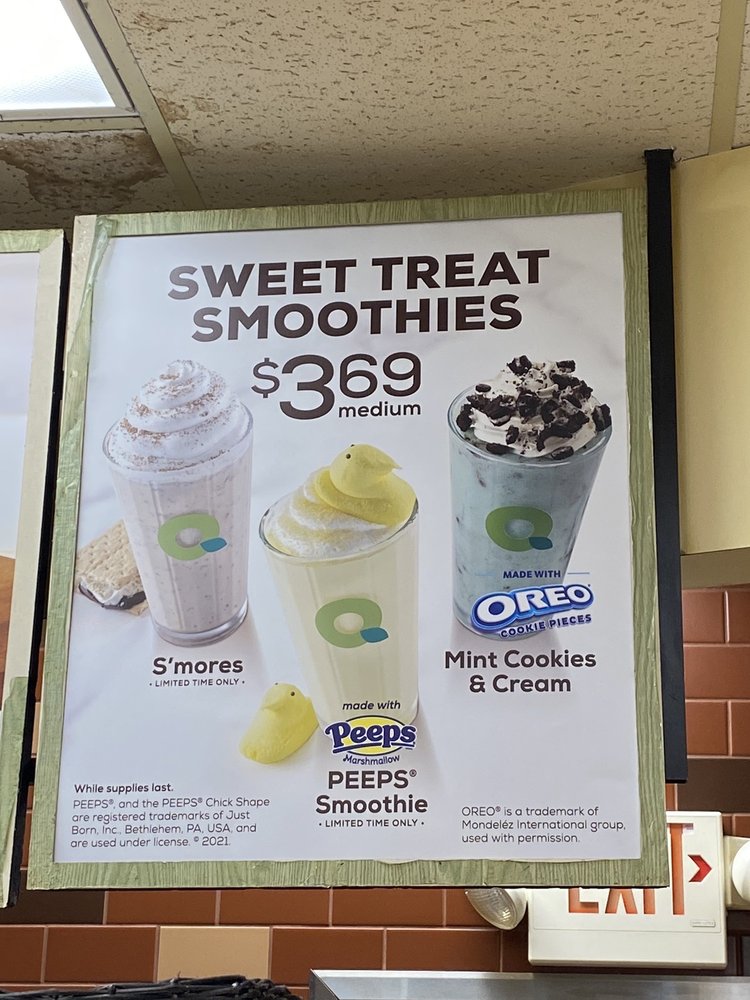 SWEET TREAT
SMOOTHIES
$369
medium
S'mores
• LIMITED TIME ONLY •
made with
Peeps
Marshmallow
PEEPS®
Smoothie
• LIMITED TIME ONLY •
MADE WITH
OREO
COOKIE PIECES
Mint Cookies
& Cream
While supplies last.
PEEPS®, and the PEEPS® Chick Shape
are registered trademarks of Just
Born, Inc., Bethlehem, PA, USA, and
are used under license. © 2021.
OREO® is a trademark of
Mondeléz International group,
used with permission.
EXIT